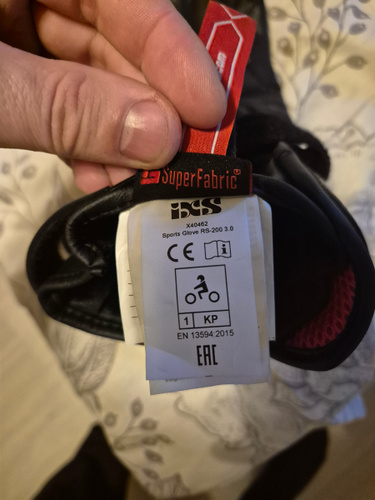 SuperFabric®
iXS
X40462
Sports Glove RS-200 3.0
CE i
1 KP
EN 13594:2015
EAC